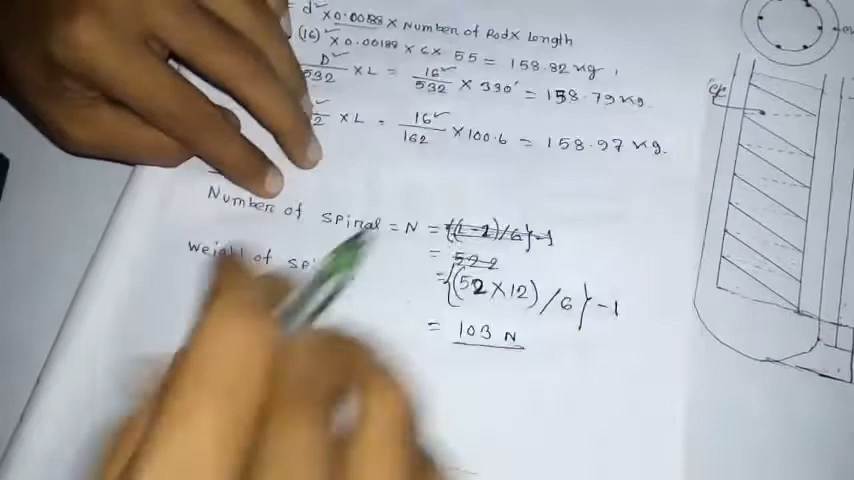 = d² × 0.00188 × Number of Rod × Length
(16)² × 0.00188 × 6 × 55 = 158.82 kg
D²/532 × L = 16²/532 × 330' = 158.79 kg.
× L = 16²/162 × 100.6 = 158.97 kg.
Number of spiral = N = {(L-2)/6}-1
= 52-2
= {(52×12)/6}-1
= 103 N
Weight of